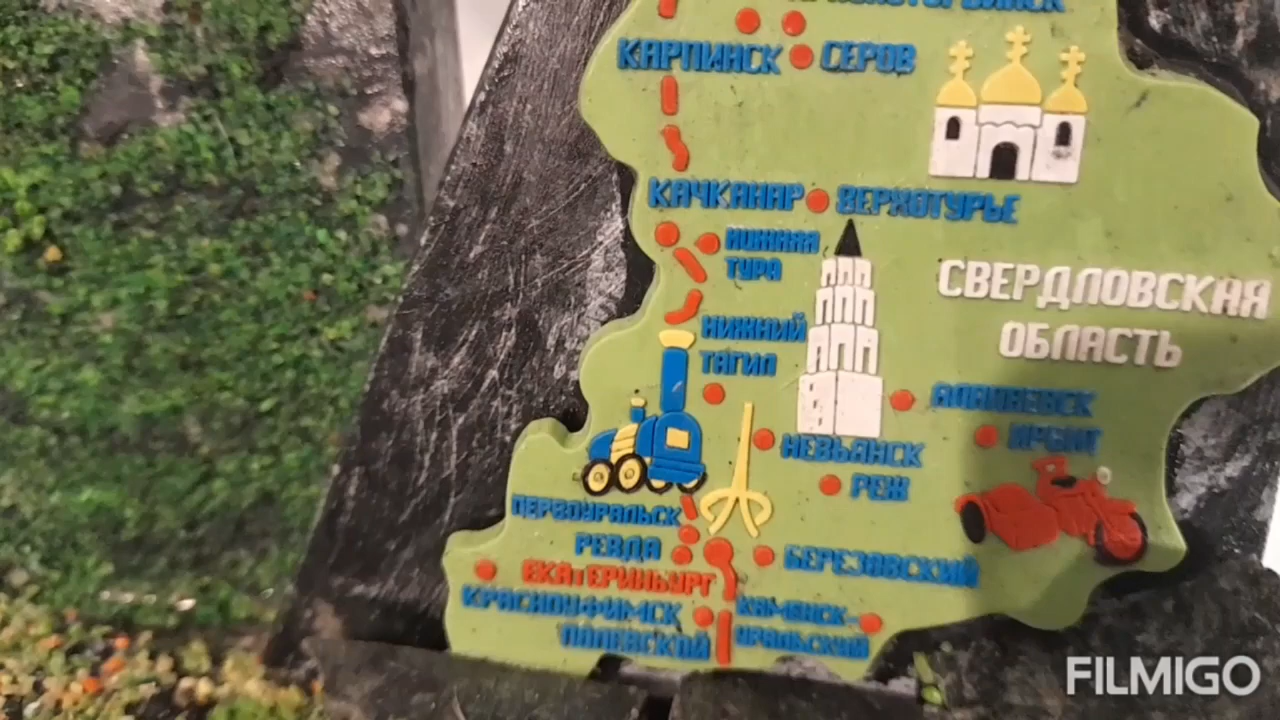 КАРПИНСК
СЕРОВ
КАЧКАНАР
ВЕРХОТУРЬЕ
НИЖНЯЯ
ТУРА
СВЕРДЛОВСКАЯ
ОБЛАСТЬ
НИЖНИЙ
ТАГИЛ
АЛАПАЕВСК
ИРБИТ
НЕВЬЯНСК
РЕЖ
ПЕРВОУРАЛЬСК
РЕВДА
БЕРЕЗОВСКИЙ
ЕКАТЕРИНБУРГ
КРАСНОУФИМСК
КАМЕНСК-
УРАЛЬСКИЙ
ПОЛЕВСКОЙ
FILMIGO